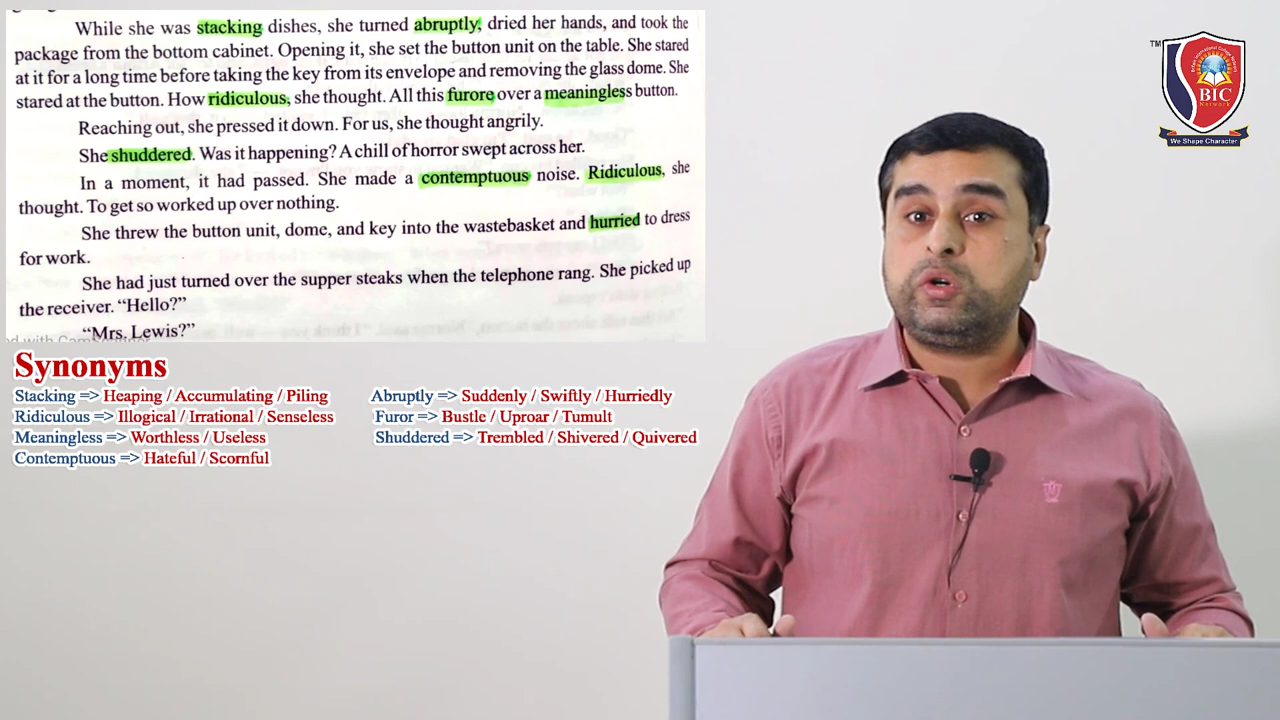 While she was stacking dishes, she turned abruptly, dried her hands, and took the
package from the bottom cabinet. Opening it, she set the button unit on the table. She stared
at it for a long time before taking the key from its envelope and removing the glass dome. She
stared at the button. How ridiculous, she thought. All this furore over a meaningless button.
Reaching out, she pressed it down. For us, she thought angrily.
She shuddered. Was it happening? A chill of horror swept across her.
In a moment, it had passed. She made a contemptuous noise. Ridiculous, she
thought. To get so worked up over nothing.
She threw the button unit, dome, and key into the wastebasket and hurried to dress
for work.
She had just turned over the supper steaks when the telephone rang. She picked up
the receiver. “Hello?”
“Mrs. Lewis?”
Synonyms
Stacking => Heaping / Accumulating / Piling
Abruptly => Suddenly / Swiftly / Hurriedly
Ridiculous => Illogical / Irrational / Senseless
Furor => Bustle / Uproar / Tumult
Meaningless => Worthless / Useless
Shuddered => Trembled / Shivered / Quivered
Contemptuous => Hateful / Scornful
TM
BIC
Network
We Shape Character